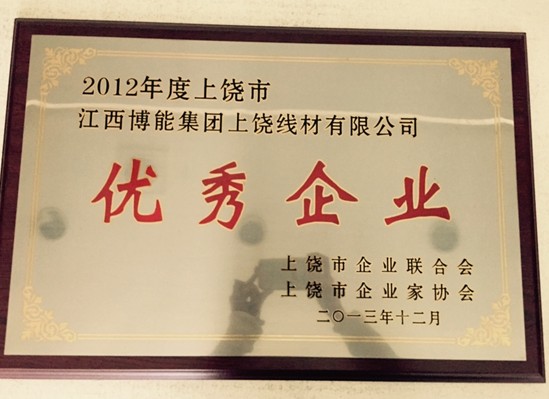 2012年度上饶市
江西博能集团上饶线材有限公司
优秀企业
上饶市企业联合会
上饶市企业家协会
二〇一三年十二月